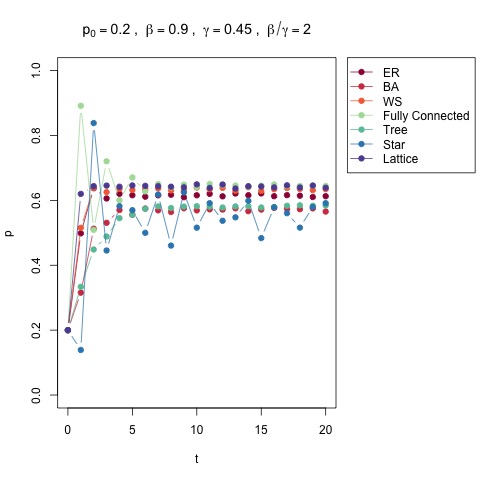 p₀ = 0.2 , β = 0.9 , γ = 0.45 , β/γ = 2
1.0
0.8
0.6
0.4
0.2
0.0
p
0 5 10 15 20
t
ER
BA
WS
Fully Connected
Tree
Star
Lattice